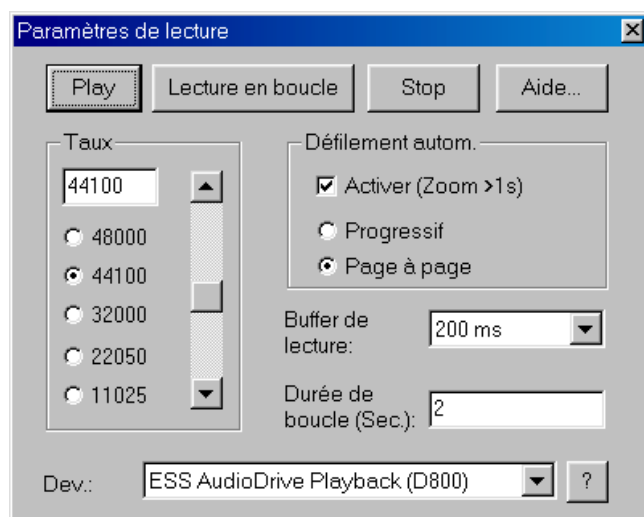 Paramètres de lecture
Play
Lecture en boucle
Stop
Aide...
Taux
44100
48000
44100
32000
22050
11025
Défilement autom.
Activer (Zoom >1s)
Progressif
Page à page
Buffer de
lecture:
200 ms
Durée de
boucle (Sec.):
2
Dev.:
ESS AudioDrive Playback (D800)
?